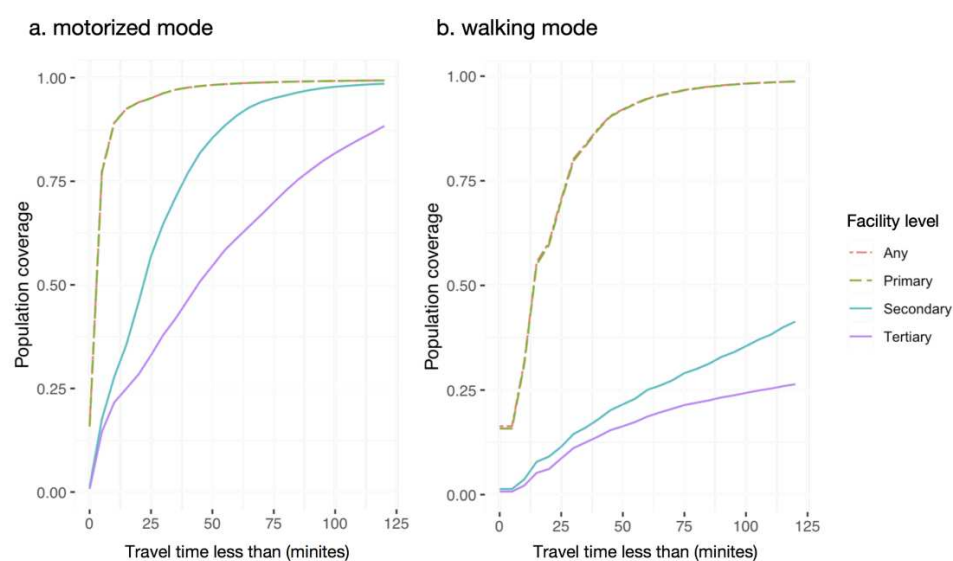 a. motorized mode
1.00
0.75
0.50
0.25
0.00
Population coverage
0
25
50
75
100
125
Travel time less than (minites)
b. walking mode
1.00
0.75
0.50
0.25
0.00
Population coverage
0
25
50
75
100
125
Travel time less than (minites)
Facility level
Any
Primary
Secondary
Tertiary